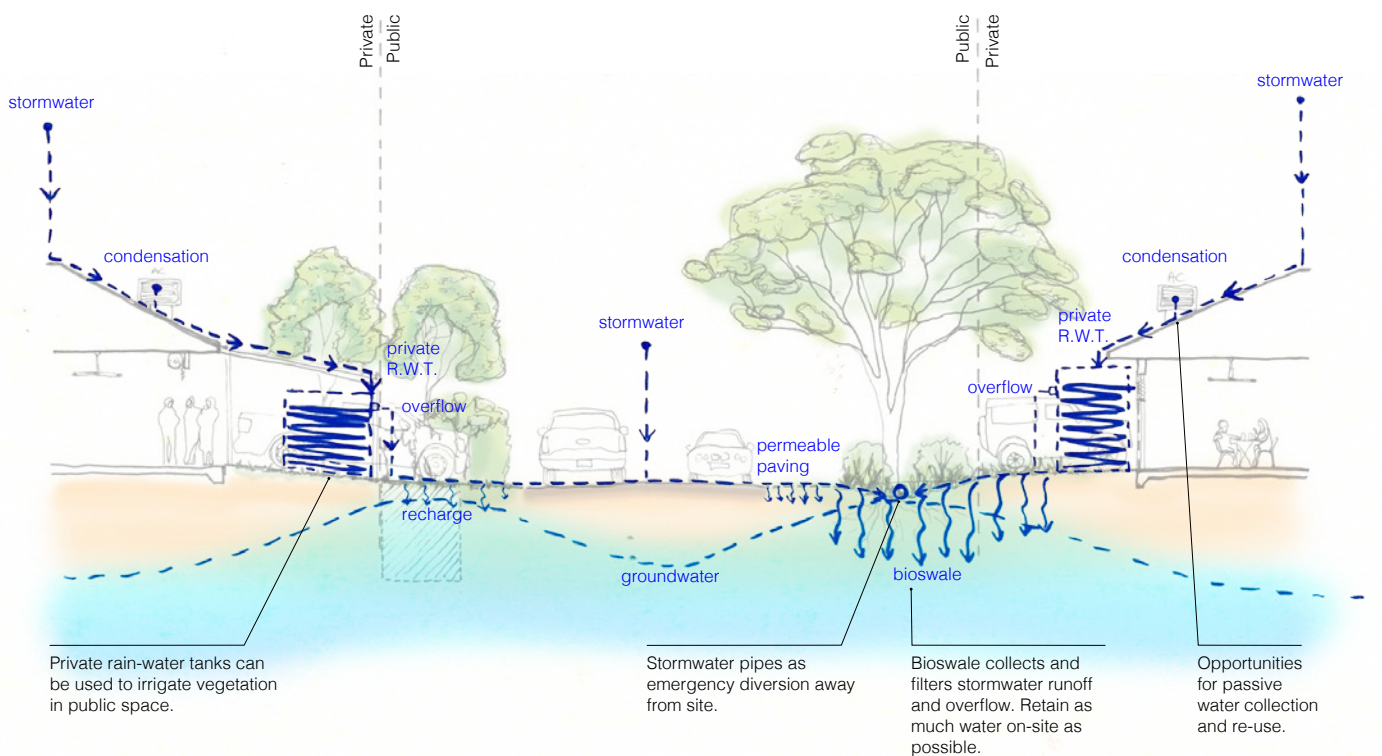 Private
Public
Public
Private
stormwater
stormwater
condensation
AC
condensation
AC
stormwater
private
R.W.T.
private
R.W.T.
overflow
overflow
permeable
paving
recharge
groundwater
bioswale
Private rain-water tanks can
be used to irrigate vegetation
in public space.
Stormwater pipes as
emergency diversion away
from site.
Bioswale collects and
filters stormwater runoff
and overflow. Retain as
much water on-site as
possible.
Opportunities
for passive
water collection
and re-use.